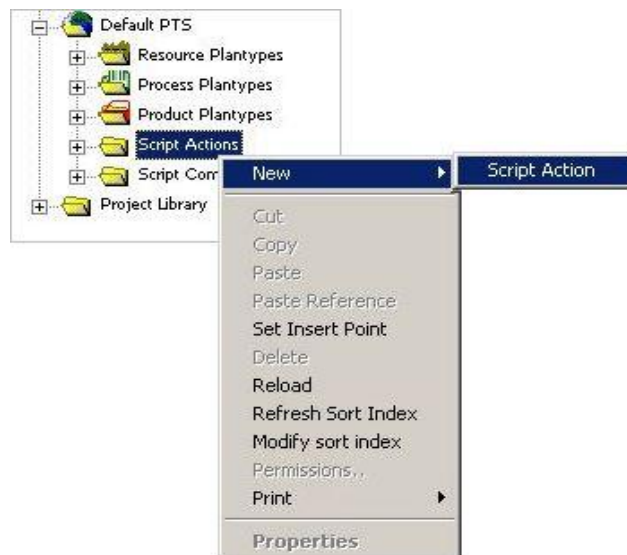 Default PTS
Resource Plantypes
Process Plantypes
Product Plantypes
Script Actions
Script Com
Project Library
New
Script Action
Cut
Copy
Paste
Paste Reference
Set Insert Point
Delete
Reload
Refresh Sort Index
Modify sort index
Permissions..
Print
Properties